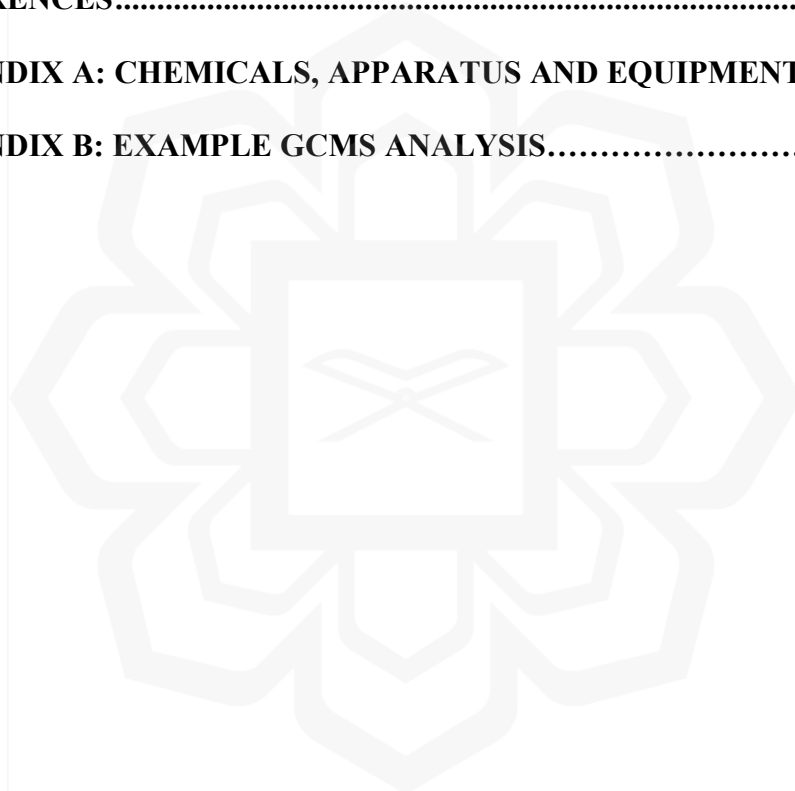 RENCES........................................................................................
NDIX A: CHEMICALS, APPARATUS AND EQUIPMENT
NDIX B: EXAMPLE GCMS ANALYSIS……………………